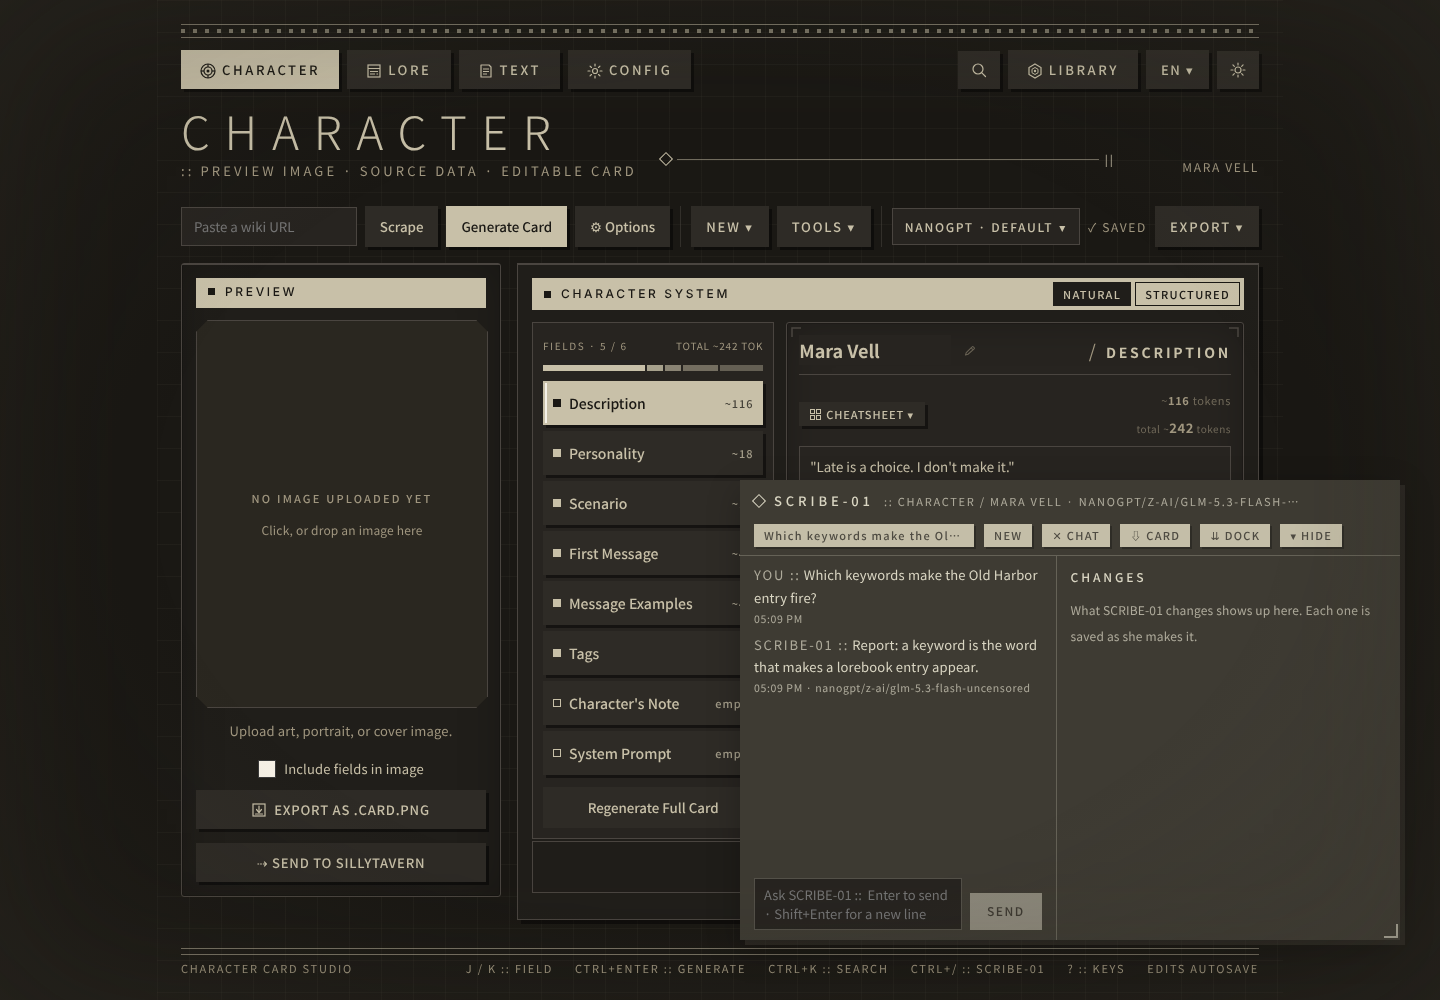 CHARACTER
LORE
TEXT
CONFIG
LIBRARY
EN ▾
CHARACTER
:: PREVIEW IMAGE · SOURCE DATA · EDITABLE CARD
MARA VELL
Paste a wiki URL
Scrape
Generate Card
⚙ Options
NEW ▾
TOOLS ▾
NANOGPT · DEFAULT ▾
✓ SAVED
EXPORT ▾
PREVIEW
NO IMAGE UPLOADED YET
Click, or drop an image here
Upload art, portrait, or cover image.
Include fields in image
EXPORT AS .CARD.PNG
⇢ SEND TO SILLYTAVERN
CHARACTER SYSTEM
NATURAL
STRUCTURED
FIELDS · 5 / 6
TOTAL ~242 TOK
Description ~116
Personality ~18
Scenario ~
First Message ~
Message Examples ~
Tags
Character's Note emp
System Prompt emp
Regenerate Full Card
Mara Vell
/ DESCRIPTION
CHEATSHEET ▾
~116 tokens
total ~242 tokens
"Late is a choice. I don't make it."
SCRIBE-01 :: CHARACTER / MARA VELL · NANOGPT/Z-AI/GLM-5.3-FLASH-···
Which keywords make the Ol···
NEW
✕ CHAT
⇩ CARD
⇊ DOCK
▾ HIDE
YOU :: Which keywords make the Old Harbor
entry fire?
05:09 PM
SCRIBE-01 :: Report: a keyword is the word
that makes a lorebook entry appear.
05:09 PM · nanogpt/z-ai/glm-5.3-flash-uncensored
Ask SCRIBE-01 :: Enter to send
· Shift+Enter for a new line
SEND
CHANGES
What SCRIBE-01 changes shows up here. Each one is
saved as she makes it.
CHARACTER CARD STUDIO
J / K :: FIELD
CTRL+ENTER :: GENERATE
CTRL+K :: SEARCH
CTRL+/ :: SCRIBE-01
? :: KEYS
EDITS AUTOSAVE